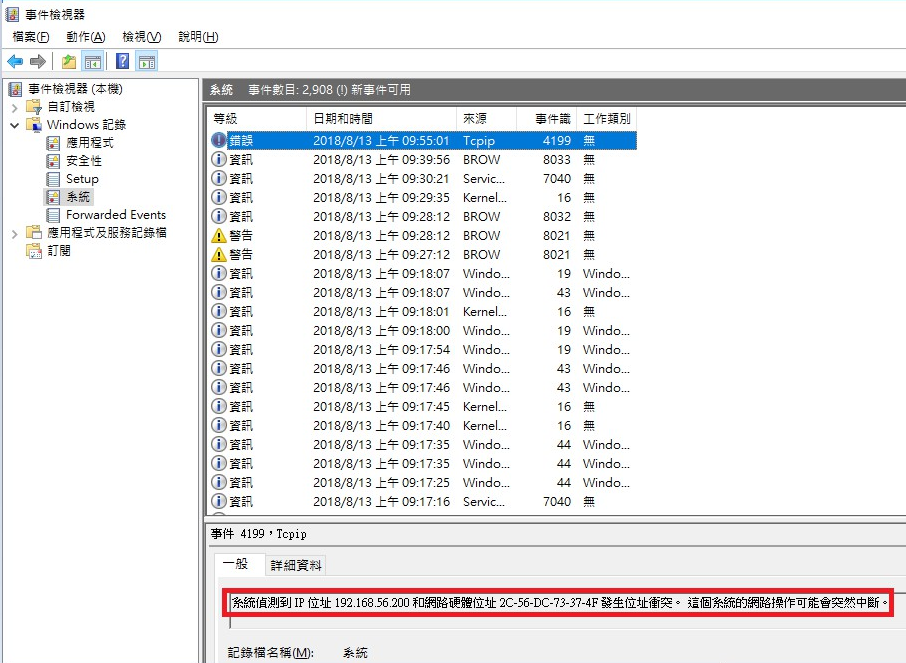 事件檢視器
檔案(F) 動作(A) 檢視(V) 說明(H)
事件檢視器 (本機)
自訂檢視
Windows 記錄
應用程式
安全性
Setup
系統
Forwarded Events
應用程式及服務記錄檔
訂閱
系統 事件數目: 2,908 (!) 新事件可用
等級 日期和時間 來源 事件識 工作類別
錯誤 2018/8/13 上午 09:55:01 Tcpip 4199 無
資訊 2018/8/13 上午 09:39:56 BROW 8033 無
資訊 2018/8/13 上午 09:30:21 Servic... 7040 無
資訊 2018/8/13 上午 09:29:35 Kernel... 16 無
資訊 2018/8/13 上午 09:28:12 BROW 8032 無
警告 2018/8/13 上午 09:28:12 BROW 8021 無
警告 2018/8/13 上午 09:27:12 BROW 8021 無
資訊 2018/8/13 上午 09:18:07 Windo... 19 Windo...
資訊 2018/8/13 上午 09:18:07 Windo... 43 Windo...
資訊 2018/8/13 上午 09:18:01 Kernel... 16 無
資訊 2018/8/13 上午 09:18:00 Windo... 19 Windo...
資訊 2018/8/13 上午 09:17:54 Windo... 19 Windo...
資訊 2018/8/13 上午 09:17:46 Windo... 43 Windo...
資訊 2018/8/13 上午 09:17:46 Windo... 43 Windo...
資訊 2018/8/13 上午 09:17:45 Kernel... 16 無
資訊 2018/8/13 上午 09:17:40 Kernel... 16 無
資訊 2018/8/13 上午 09:17:35 Windo... 44 Windo...
資訊 2018/8/13 上午 09:17:35 Windo... 44 Windo...
資訊 2018/8/13 上午 09:17:25 Windo... 44 Windo...
資訊 2018/8/13 上午 09:17:16 Servic... 7040 無
事件 4199，Tcpip
一般 詳細資料
系統偵測到 IP 位址 192.168.56.200 和網路硬體位址 2C-56-DC-73-37-4F 發生位址衝突。 這個系統的網路操作可能會突然中斷。
記錄檔名稱(M): 系統